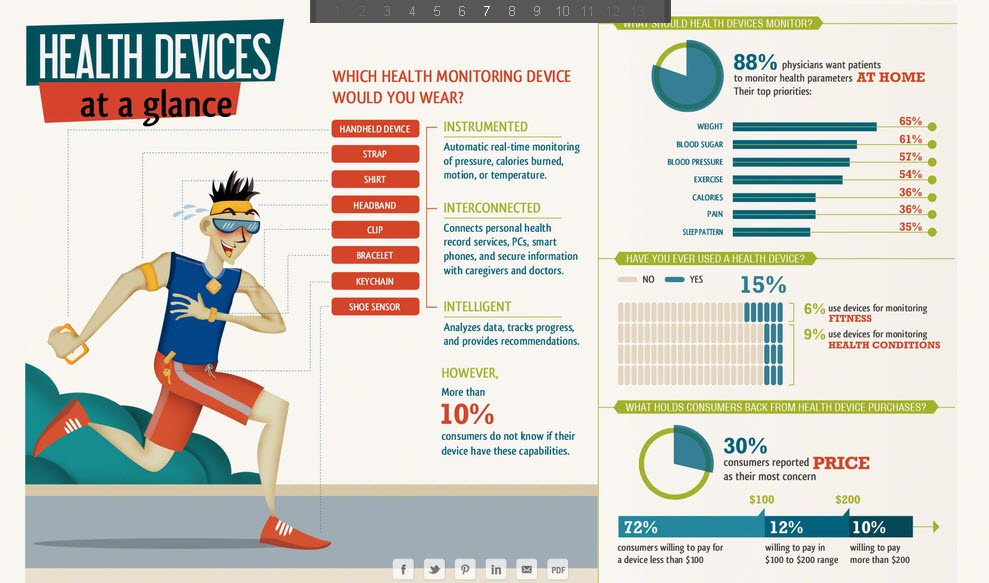 1 2 3 4 5 6 7 8 9 10 11 12 13
HEALTH DEVICES
at a glance
WHICH HEALTH MONITORING DEVICE
WOULD YOU WEAR?
HANDHELD DEVICE
STRAP
SHIRT
HEADBAND
CLIP
BRACELET
KEYCHAIN
SHOE SENSOR
INSTRUMENTED
Automatic real-time monitoring
of pressure, calories burned,
motion, or temperature.
INTERCONNECTED
Connects personal health
record services, PCs, smart
phones, and secure information
with caregivers and doctors.
INTELLIGENT
Analyzes data, tracks progress,
and provides recommendations.
HOWEVER,
More than
10%
consumers do not know if their
device have these capabilities.
f
in
PDF
WHAT SHOULD HEALTH DEVICES MONITOR?
88% physicians want patients
to monitor health parameters AT HOME
Their top priorities:
WEIGHT 65%
BLOOD SUGAR 61%
BLOOD PRESSURE 57%
EXERCISE 54%
CALORIES 36%
PAIN 36%
SLEEP PATTERN 35%
HAVE YOU EVER USED A HEALTH DEVICE?
NO YES 15%
6% use devices for monitoring
FITNESS
9% use devices for monitoring
HEALTH CONDITIONS
WHAT HOLDS CONSUMERS BACK FROM HEALTH DEVICE PURCHASES?
30%
consumers reported PRICE
as their most concern
$100 $200
72% 12% 10%
consumers willing to pay for
a device less than $100
willing to pay in
$100 to $200 range
willing to pay
more than $200